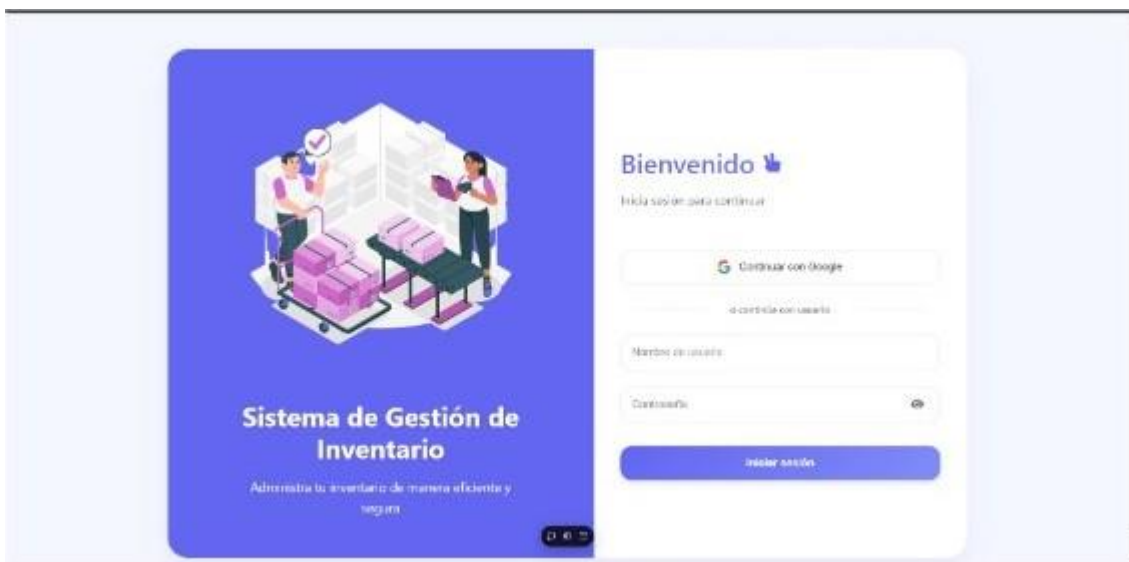 Sistema de Gestión de
Inventario
Administra tu inventario de manera eficiente y
segura
Bienvenido
Inicia sesión para continuar
Continuar con Google
o continúa con usuario
Nombre de usuario
Contraseña
Iniciar sesión